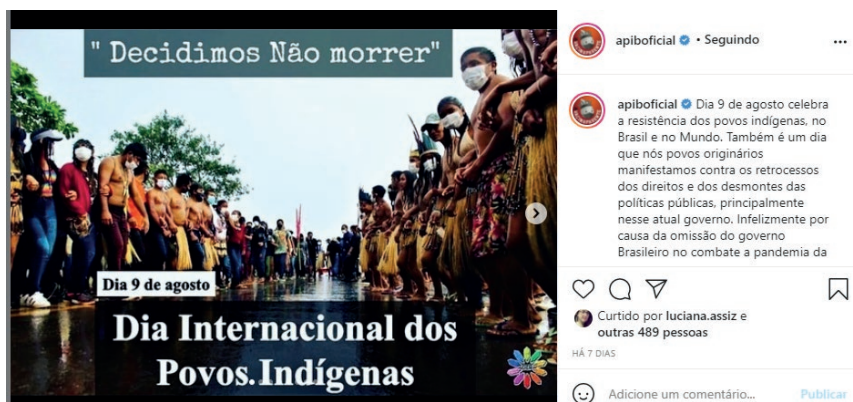 " Decidimos Não morrer"
Dia 9 de agosto
Dia Internacional dos
Povos.Indígenas
apiboficial • Seguindo
apiboficial Dia 9 de agosto celebra
a resistência dos povos indígenas, no
Brasil e no Mundo. Também é um dia
que nós povos originários
manifestamos contra os retrocessos
dos direitos e dos desmontes das
políticas públicas, principalmente
nesse atual governo. Infelizmente por
causa da omissão do governo
Brasileiro no combate a pandemia da
Curtido por luciana.assiz e
outras 489 pessoas
HÁ 7 DIAS
Adicione um comentário... Publicar